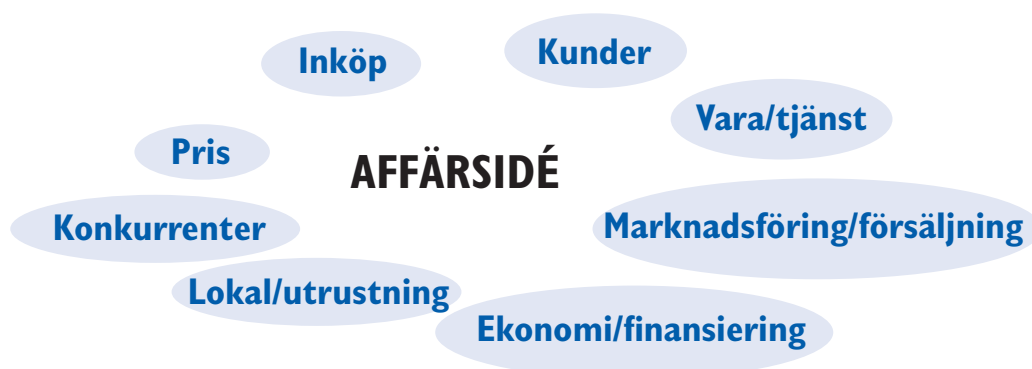 Inköp
Kunder
Vara/tjänst
Pris
AFFÄRSIDÉ
Konkurrenter
Marknadsföring/försäljning
Lokal/utrustning
Ekonomi/finansiering